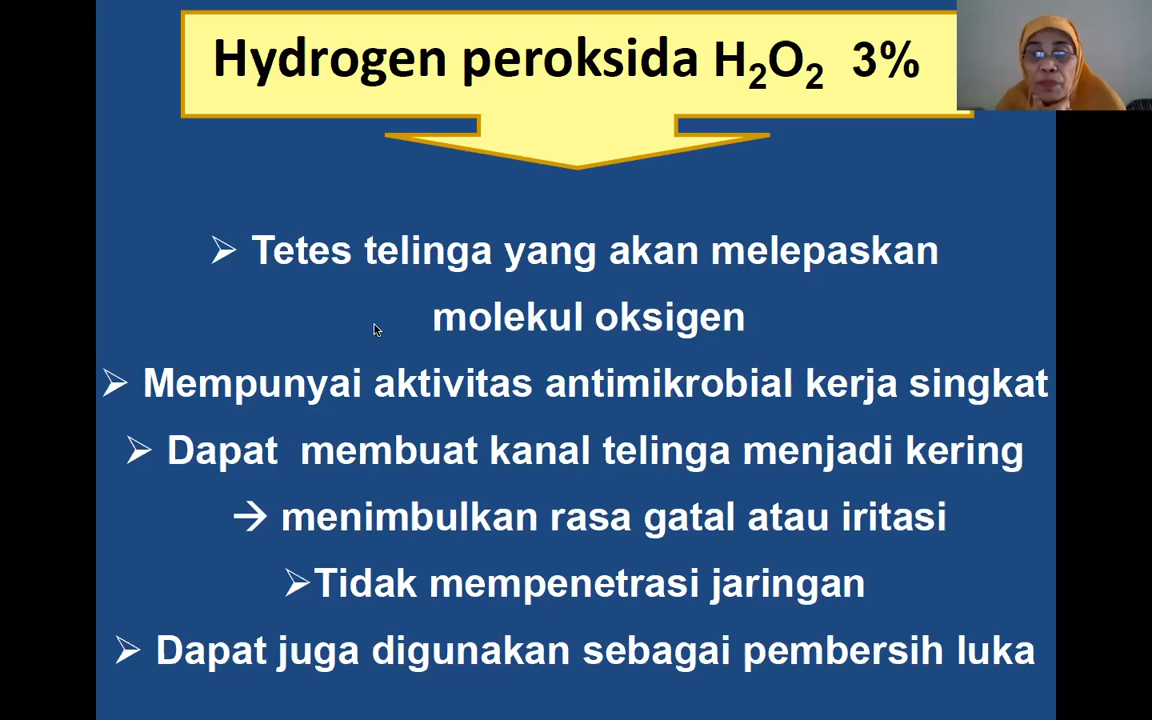 Hydrogen peroksida H₂O₂ 3%
➢ Tetes telinga yang akan melepaskan
molekul oksigen
➢ Mempunyai aktivitas antimikrobial kerja singkat
➢ Dapat membuat kanal telinga menjadi kering
→ menimbulkan rasa gatal atau iritasi
➢Tidak mempenetrasi jaringan
➢ Dapat juga digunakan sebagai pembersih luka